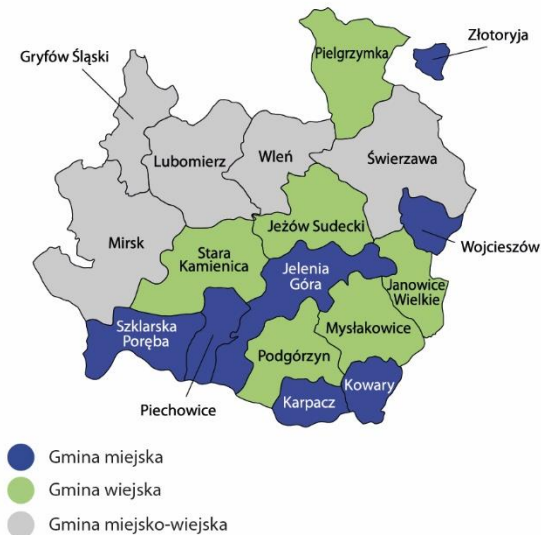 Złotoryja
Pielgrzymka
Gryfów Śląski
Lubomierz
Wleń
Świerzawa
Mirsk
Jeżów Sudecki
Wojcieszów
Stara
Kamienica
Jelenia
Góra
Janowice
Wielkie
Szklarska
Poręba
Mysłakowice
Podgórzyn
Piechowice
Karpacz
Kowary
Gmina miejska
Gmina wiejska
Gmina miejsko-wiejska